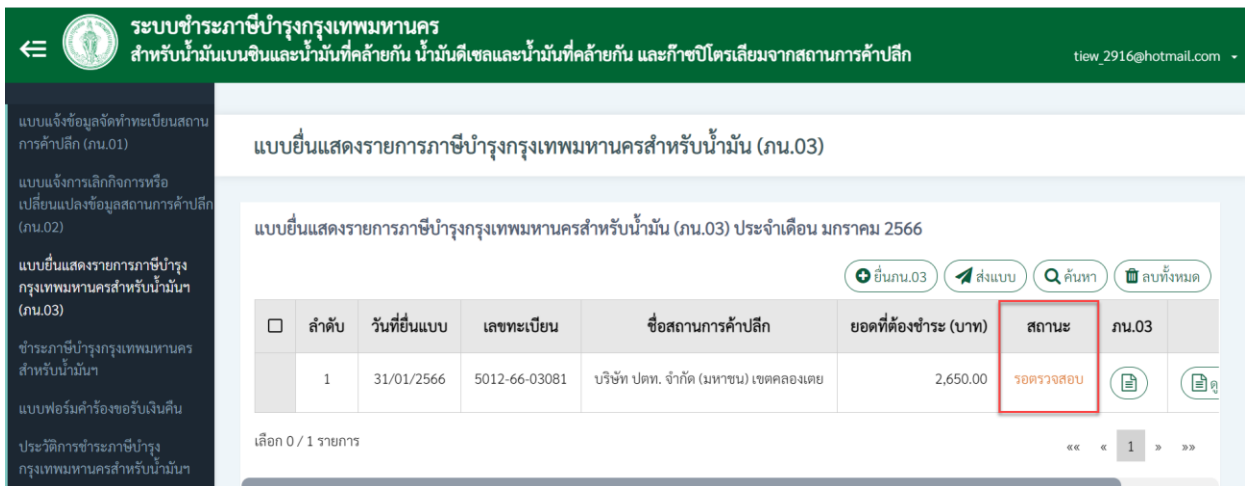 ระบบชำระภาษีบำรุงกรุงเทพมหานคร
สำหรับน้ำมันเบนซินและน้ำมันที่คล้ายกัน น้ำมันดีเซลและน้ำมันที่คล้ายกัน และก๊าซปิโตรเลียมจากสถานการค้าปลีก
tiew_2916@hotmail.com
แบบแจ้งข้อมูลจัดทำทะเบียนสถาน
การค้าปลีก (ภน.01)
แบบแจ้งการเลิกกิจการหรือ
เปลี่ยนแปลงข้อมูลสถานการค้าปลีก
(ภน.02)
แบบยื่นแสดงรายการภาษีบำรุง
กรุงเทพมหานครสำหรับน้ำมันฯ
(ภน.03)
ชำระภาษีบำรุงกรุงเทพมหานคร
สำหรับน้ำมันฯ
แบบฟอร์มคำร้องขอรับเงินคืน
ประวัติการชำระภาษีบำรุง
กรุงเทพมหานครสำหรับน้ำมันฯ
แบบยื่นแสดงรายการภาษีบำรุงกรุงเทพมหานครสำหรับน้ำมัน (ภน.03)
แบบยื่นแสดงรายการภาษีบำรุงกรุงเทพมหานครสำหรับน้ำมัน (ภน.03) ประจำเดือน มกราคม 2566
ยื่นภน.03 ส่งแบบ ค้นหา ลบทั้งหมด
ลำดับ วันที่ยื่นแบบ เลขทะเบียน ชื่อสถานการค้าปลีก ยอดที่ต้องชำระ (บาท) สถานะ ภน.03
1 31/01/2566 5012-66-03081 บริษัท ปตท. จำกัด (มหาชน) เขตคลองเตย 2,650.00 รอตรวจสอบ
เลือก 0 / 1 รายการ
«« « 1 » »»